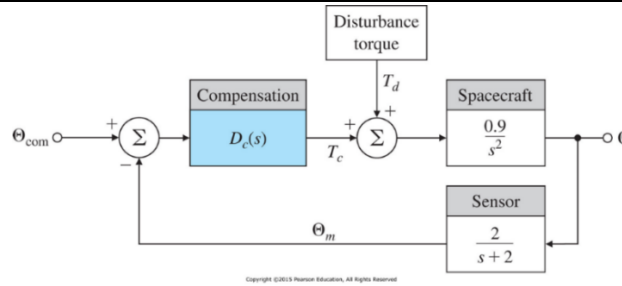 Disturbance
torque
T_d
Compensation
Spacecraft
Θ_com
+
Σ
D_c(s)
+
+
Σ
0.9
s²
−
T_c
Sensor
Θ_m
2
s + 2
Copyright ©2015 Pearson Education, All Rights Reserved